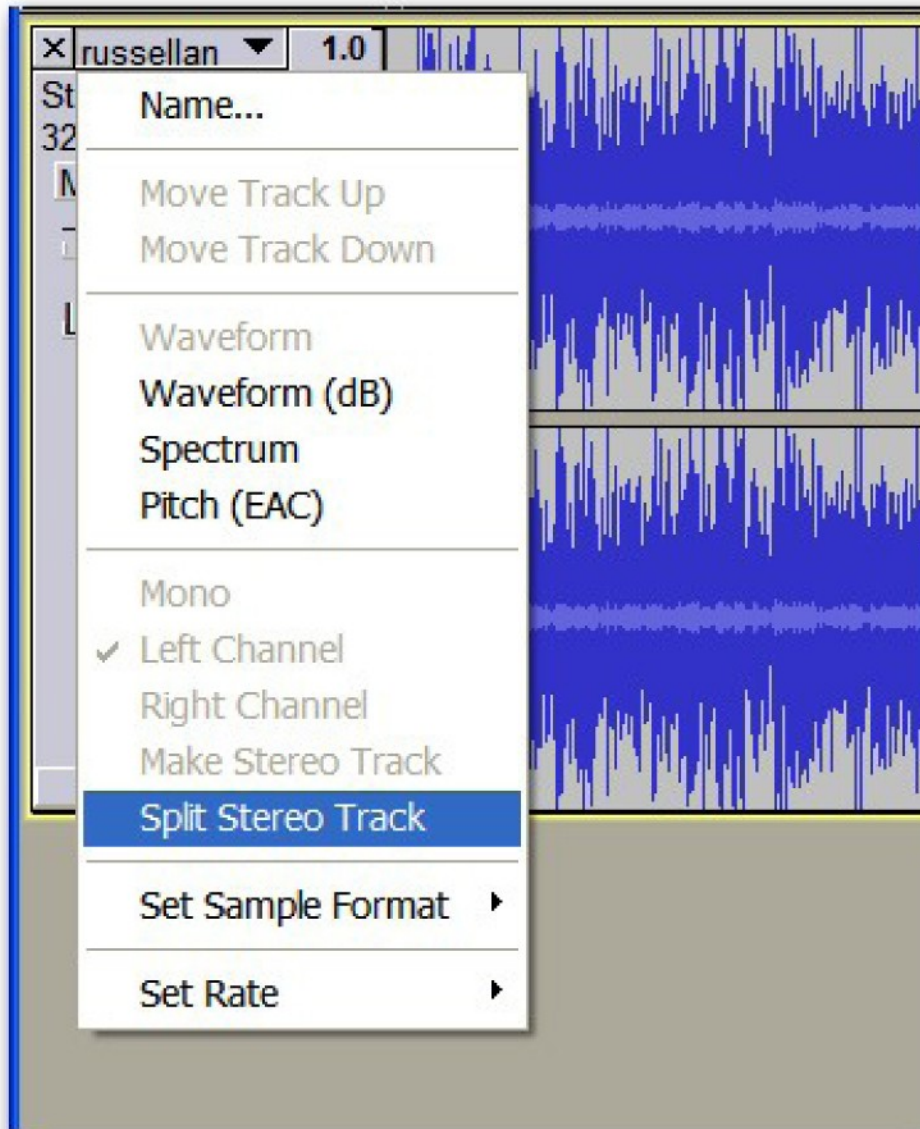 russellan 1.0
St
32
Name...
Move Track Up
Move Track Down
Waveform
Waveform (dB)
Spectrum
Pitch (EAC)
Mono
Left Channel
Right Channel
Make Stereo Track
Split Stereo Track
Set Sample Format
Set Rate